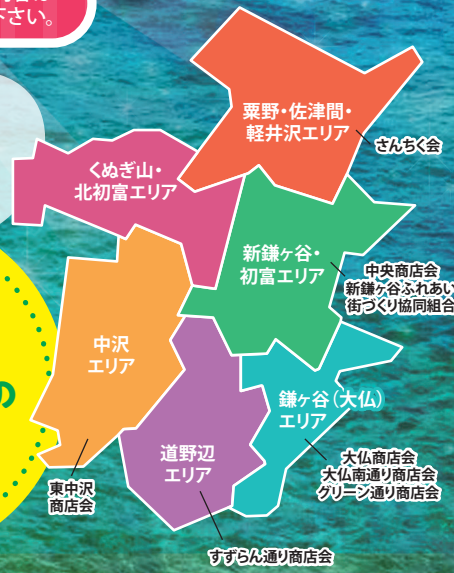 下さい。
粟野・佐津間・
軽井沢エリア
さんちく会
くぬぎ山・
北初富エリア
新鎌ヶ谷・
初富エリア
中央商店会
新鎌ヶ谷ふれあい
街づくり協同組合
中沢
エリア
の
鎌ヶ谷(大仏)
エリア
道野辺
エリア
大仏商店会
大仏南通り商店会
グリーン通り商店会
東中沢
商店会
すずらん通り商店会